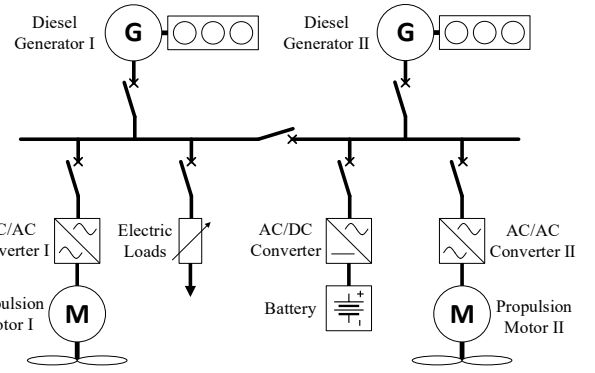 Diesel
Generator I
G
Diesel
Generator II
G
C/AC
verter I
Electric
Loads
AC/DC
Converter
AC/AC
Converter II
pulsion
otor I
M
Battery
+
M
Propulsion
Motor II